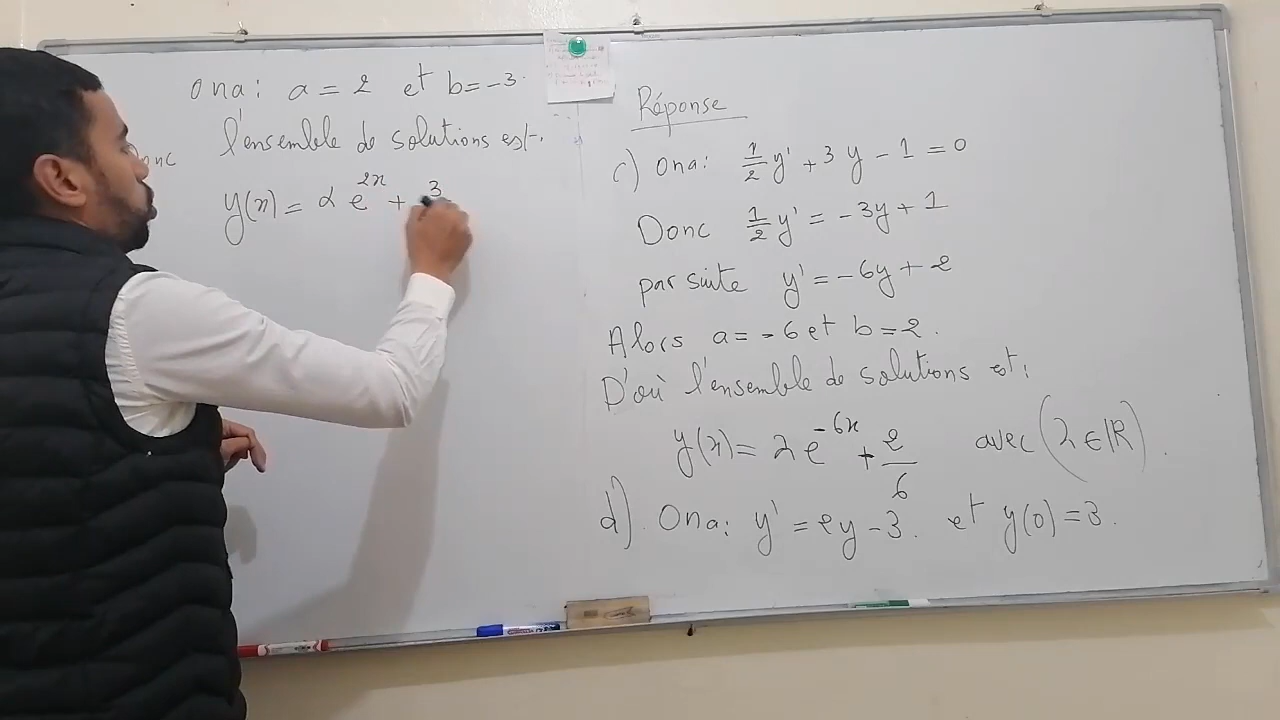 On a : a = 2 et b = -3.
Donc l'ensemble de solutions est.
y(x) = α e^{2x} + 3
Réponse
c) On a : 1/2 y' + 3y - 1 = 0
Donc 1/2 y' = -3y + 1
par suite y' = -6y + 2
Alors a = -6 et b = 2.
D'où l'ensemble de solutions est :
y(x) = λ e^{-6x} + 2/6 avec (λ ∈ ℝ).
d). On a : y' = 2y - 3. et y(0) = 3.